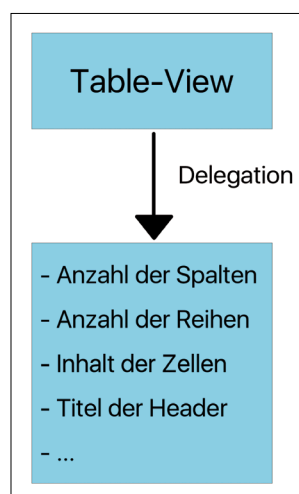 Table-View
Delegation
- Anzahl der Spalten
- Anzahl der Reihen
- Inhalt der Zellen
- Titel der Header
- ...